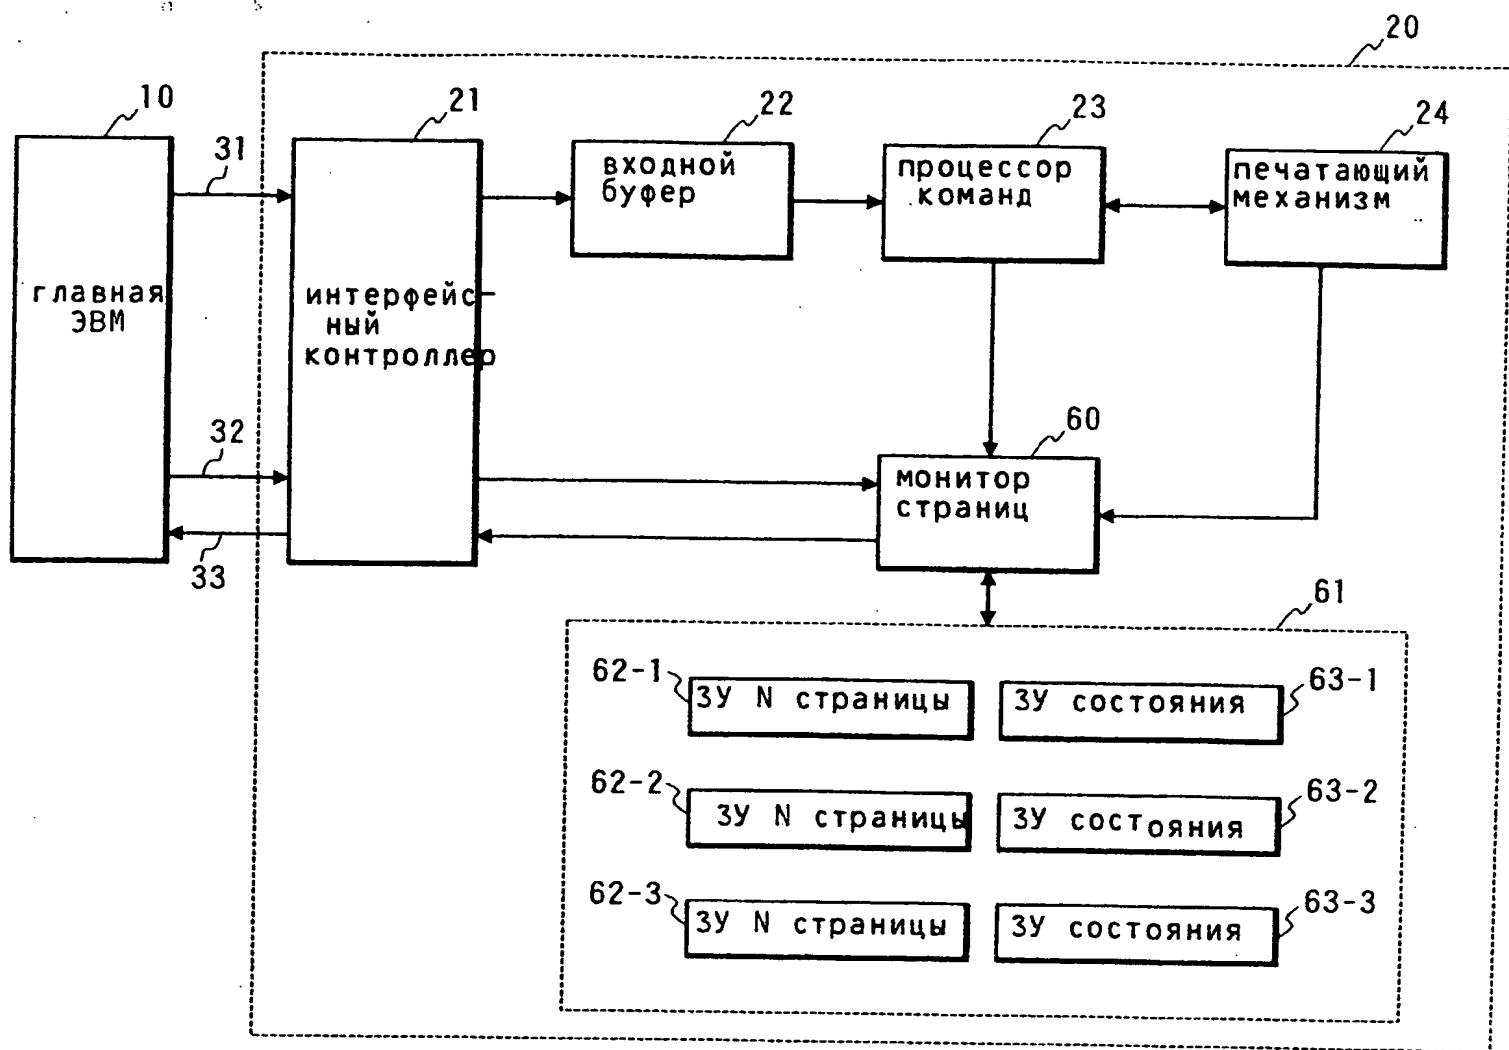 20
10
21
22
23
24
31
входной
буфер
процессор
команд
печатающий
механизм
главная
ЭВМ
интерфейс-
ный
контроллер
32
33
60
монитор
страниц
61
62-1
ЗУ N страницы
ЗУ состояния
63-1
62-2
ЗУ N страницы
ЗУ состояния
63-2
62-3
ЗУ N страницы
ЗУ состояния
63-3